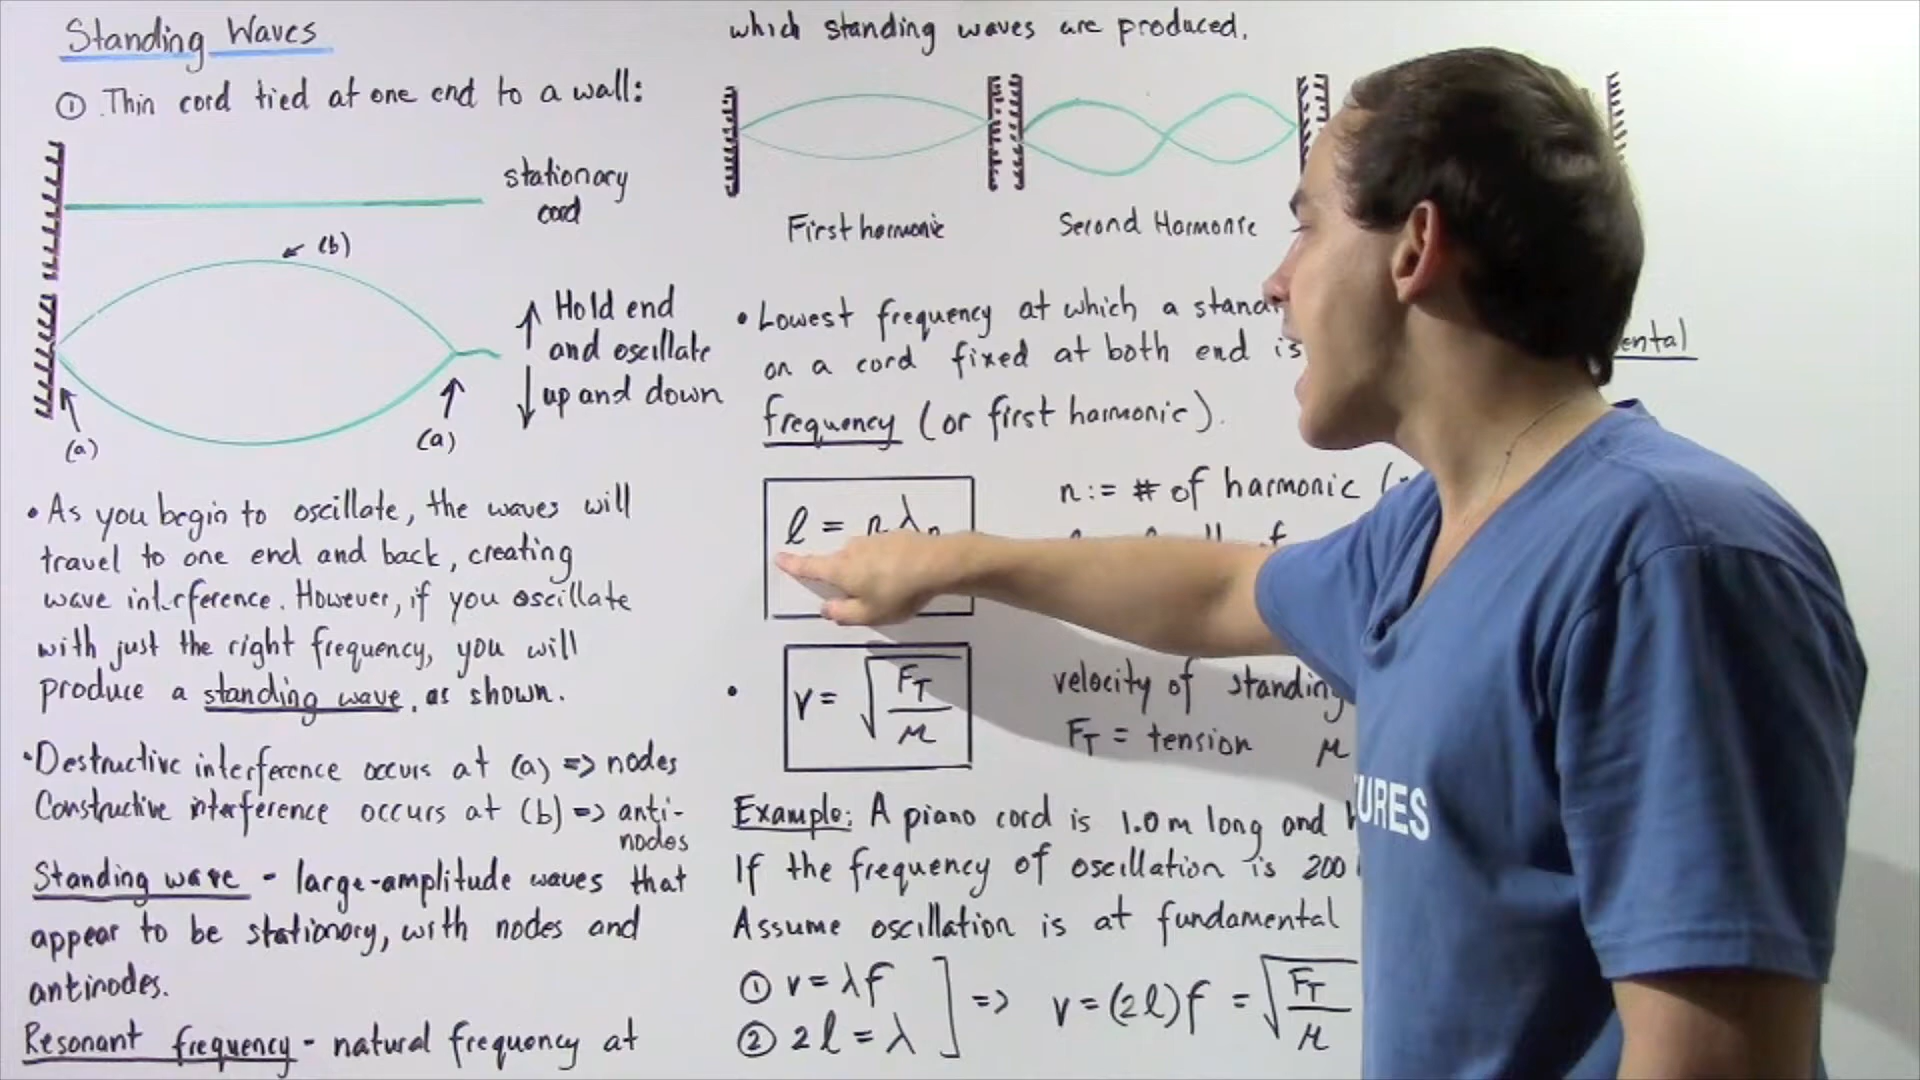 Standing Waves
① Thin cord tied at one end to a wall:
stationary
cord
(b)
↑ Hold end
and oscillate
↓ up and down
(a)
(a)
• As you begin to oscillate, the waves will
travel to one end and back, creating
wave interference. However, if you oscillate
with just the right frequency, you will
produce a standing wave, as shown.
• Destructive interference occurs at (a) => nodes
Constructive interference occurs at (b) => anti-
nodes
Standing wave - large-amplitude waves that
appear to be stationary, with nodes and
antinodes.
Resonant frequency - natural frequency at
which standing waves are produced.
First harmonic
Second Harmonic
• Lowest frequency at which a
on a cord fixed at both end is
frequency (or first harmonic).
l = nλn
n := # of harmonic (
• v = √(F_T/μ)
velocity of standing
F_T = tension μ
Example: A piano cord is 1.0 m long and
If the frequency of oscillation is 200
Assume oscillation is at fundamental
① v = λf
② 2l = λ
=> v = (2l)f = √(F_T/μ)
URES